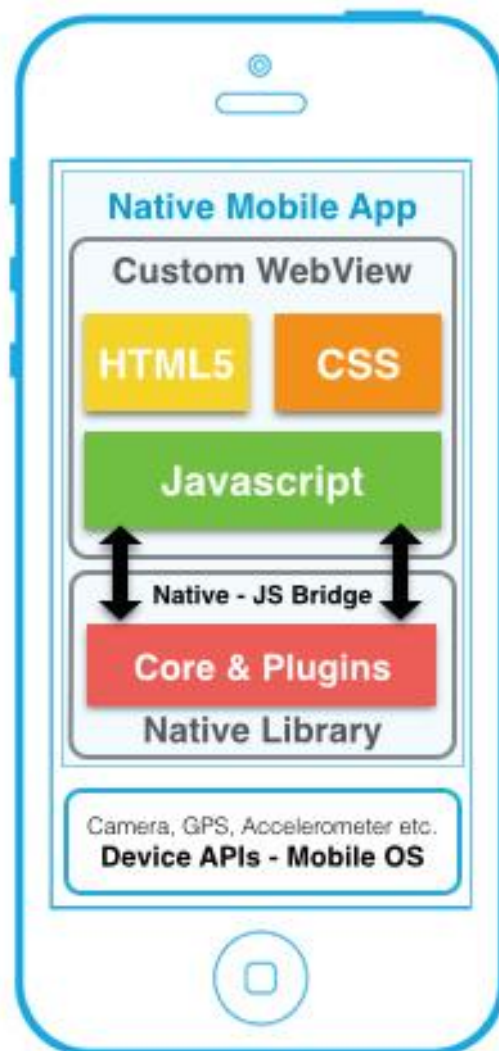 Native Mobile App
Custom WebView
HTML5
CSS
Javascript
Native - JS Bridge
Core & Plugins
Native Library
Camera, GPS, Accelerometer etc.
Device APIs - Mobile OS